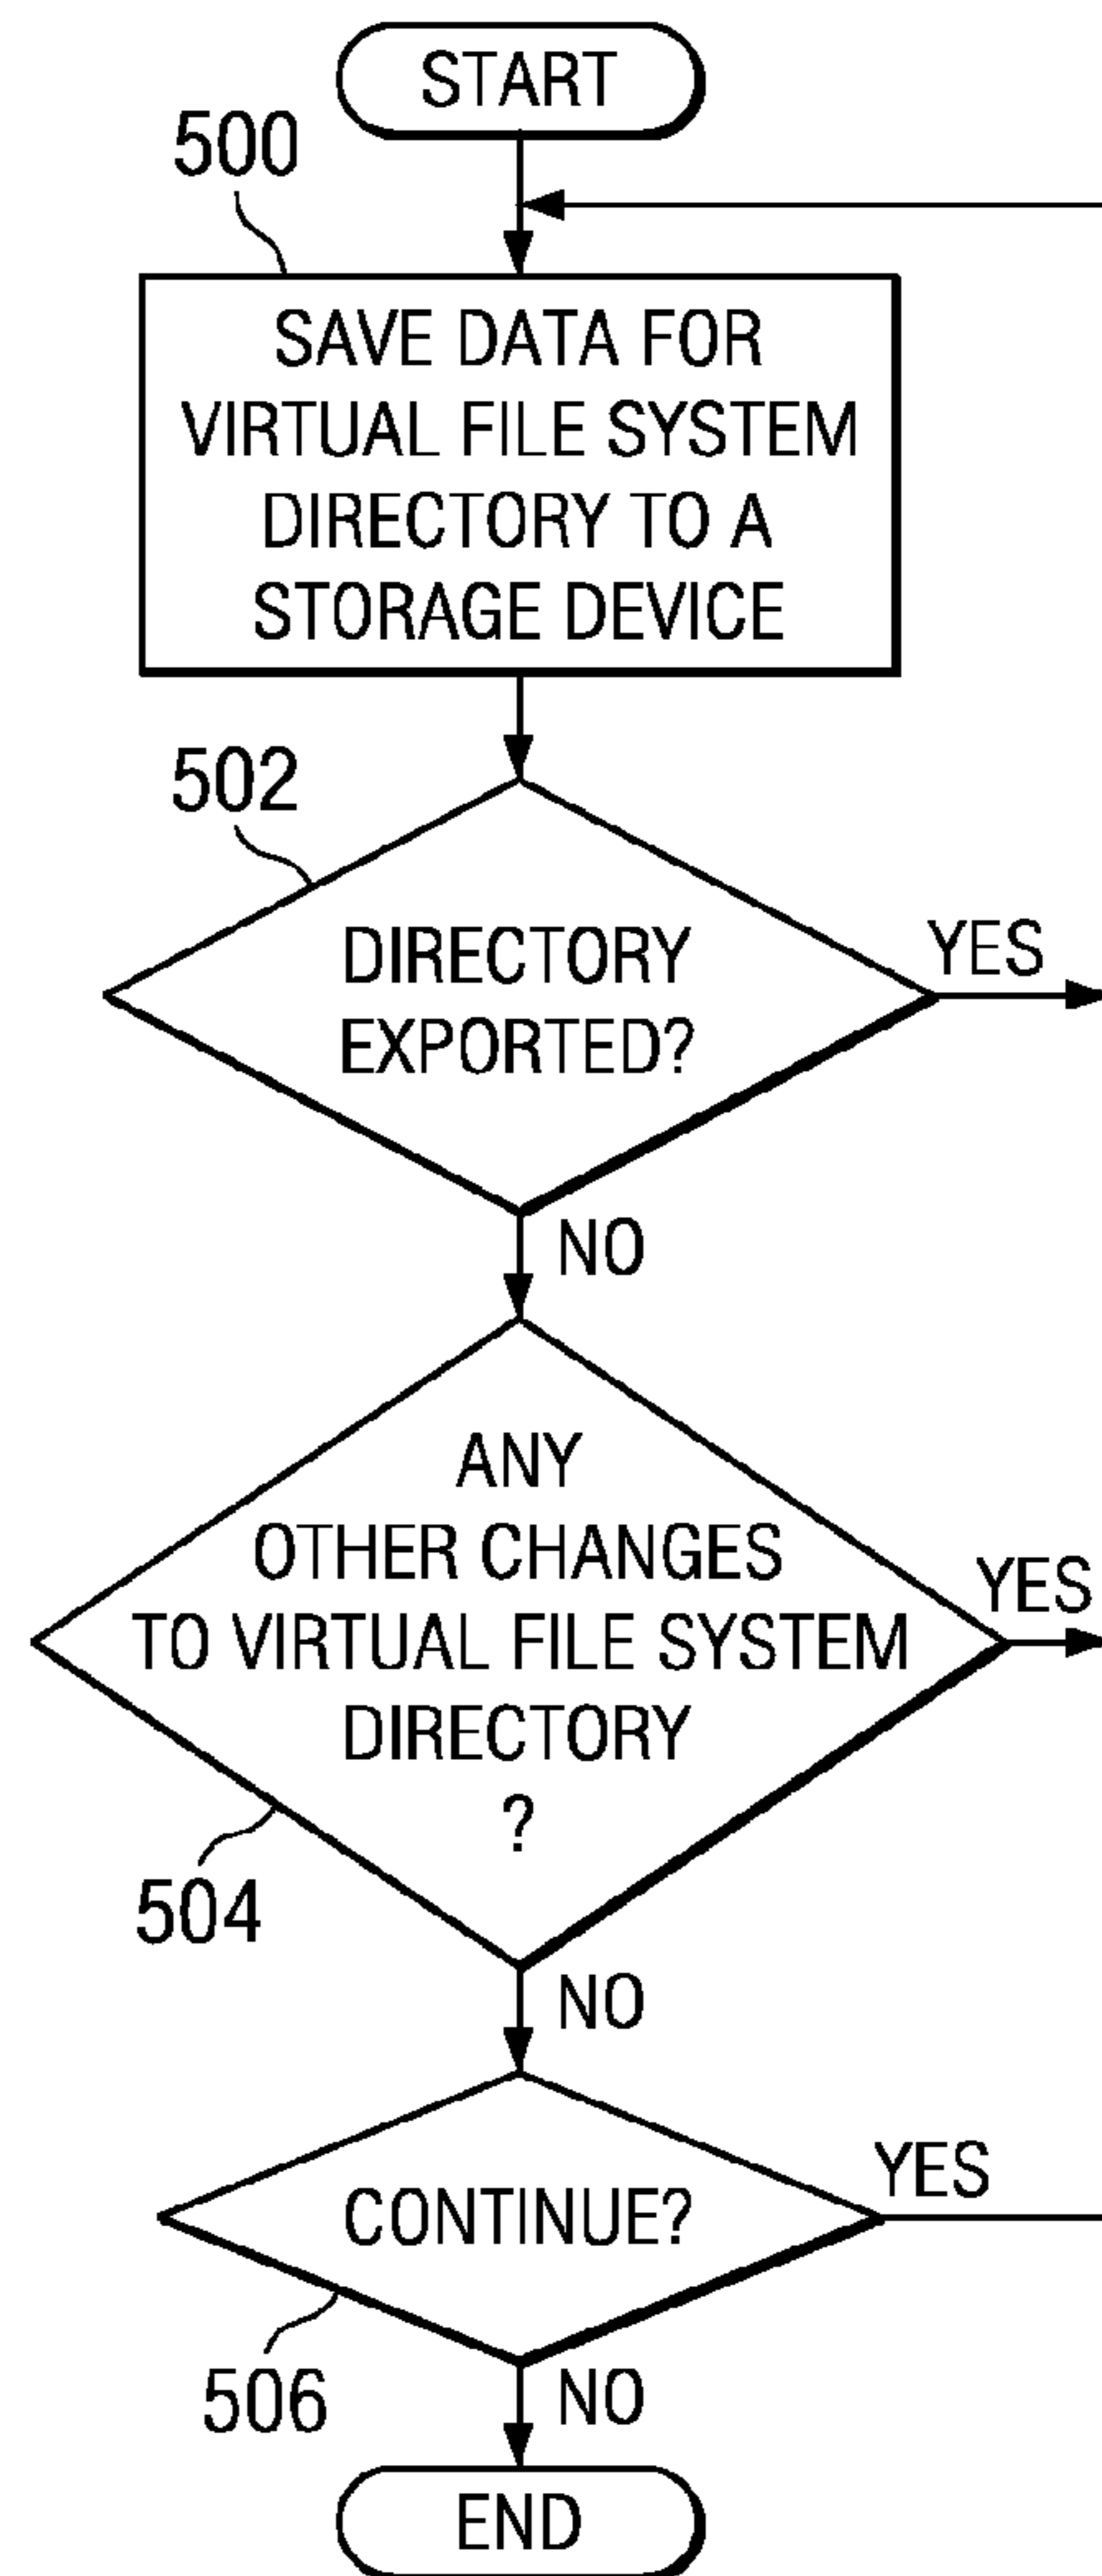 START
500
SAVE DATA FOR
VIRTUAL FILE SYSTEM
DIRECTORY TO A
STORAGE DEVICE
502
DIRECTORY
EXPORTED?
YES
NO
ANY
OTHER CHANGES
TO VIRTUAL FILE SYSTEM
DIRECTORY
?
YES
504
NO
CONTINUE?
YES
506
NO
END